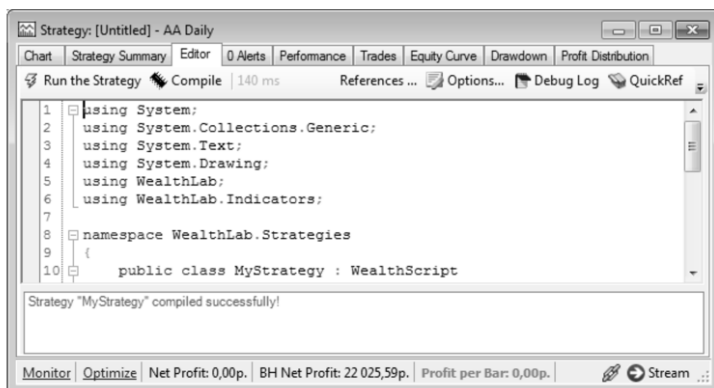 Strategy: [Untitled] - AA Daily
Chart Strategy Summary Editor 0 Alerts Performance Trades Equity Curve Drawdown Profit Distribution
Run the Strategy Compile 140 ms References ... Options... Debug Log QuickRef
1 using System;
2 using System.Collections.Generic;
3 using System.Text;
4 using System.Drawing;
5 using WealthLab;
6 using WealthLab.Indicators;
7
8 namespace WealthLab.Strategies
9 {
10 public class MyStrategy : WealthScript
Strategy "MyStrategy" compiled successfully!
Monitor Optimize Net Profit: 0,00р. BH Net Profit: 22 025,59р. Profit per Bar: 0,00р. Stream